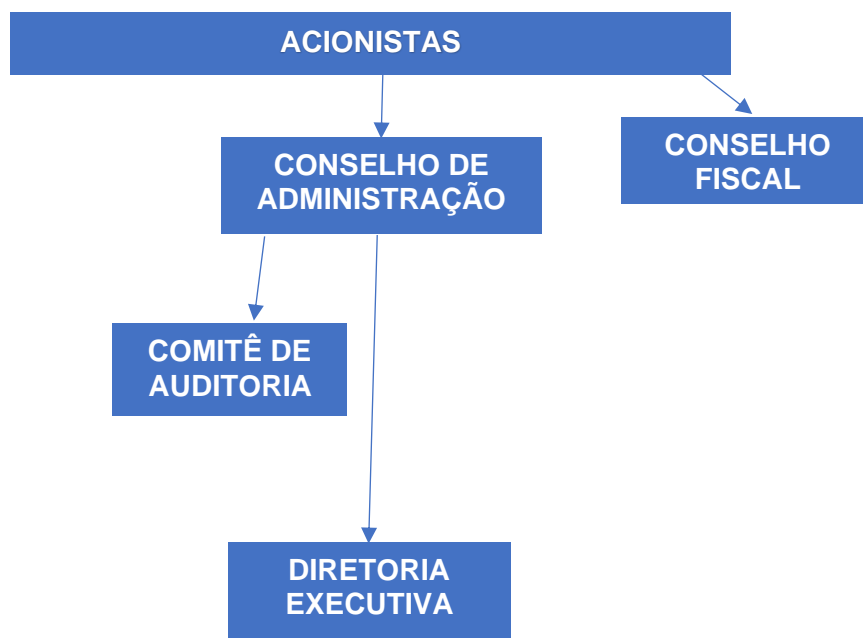 ACIONISTAS
CONSELHO DE
ADMINISTRAÇÃO
CONSELHO
FISCAL
COMITÊ DE
AUDITORIA
DIRETORIA
EXECUTIVA